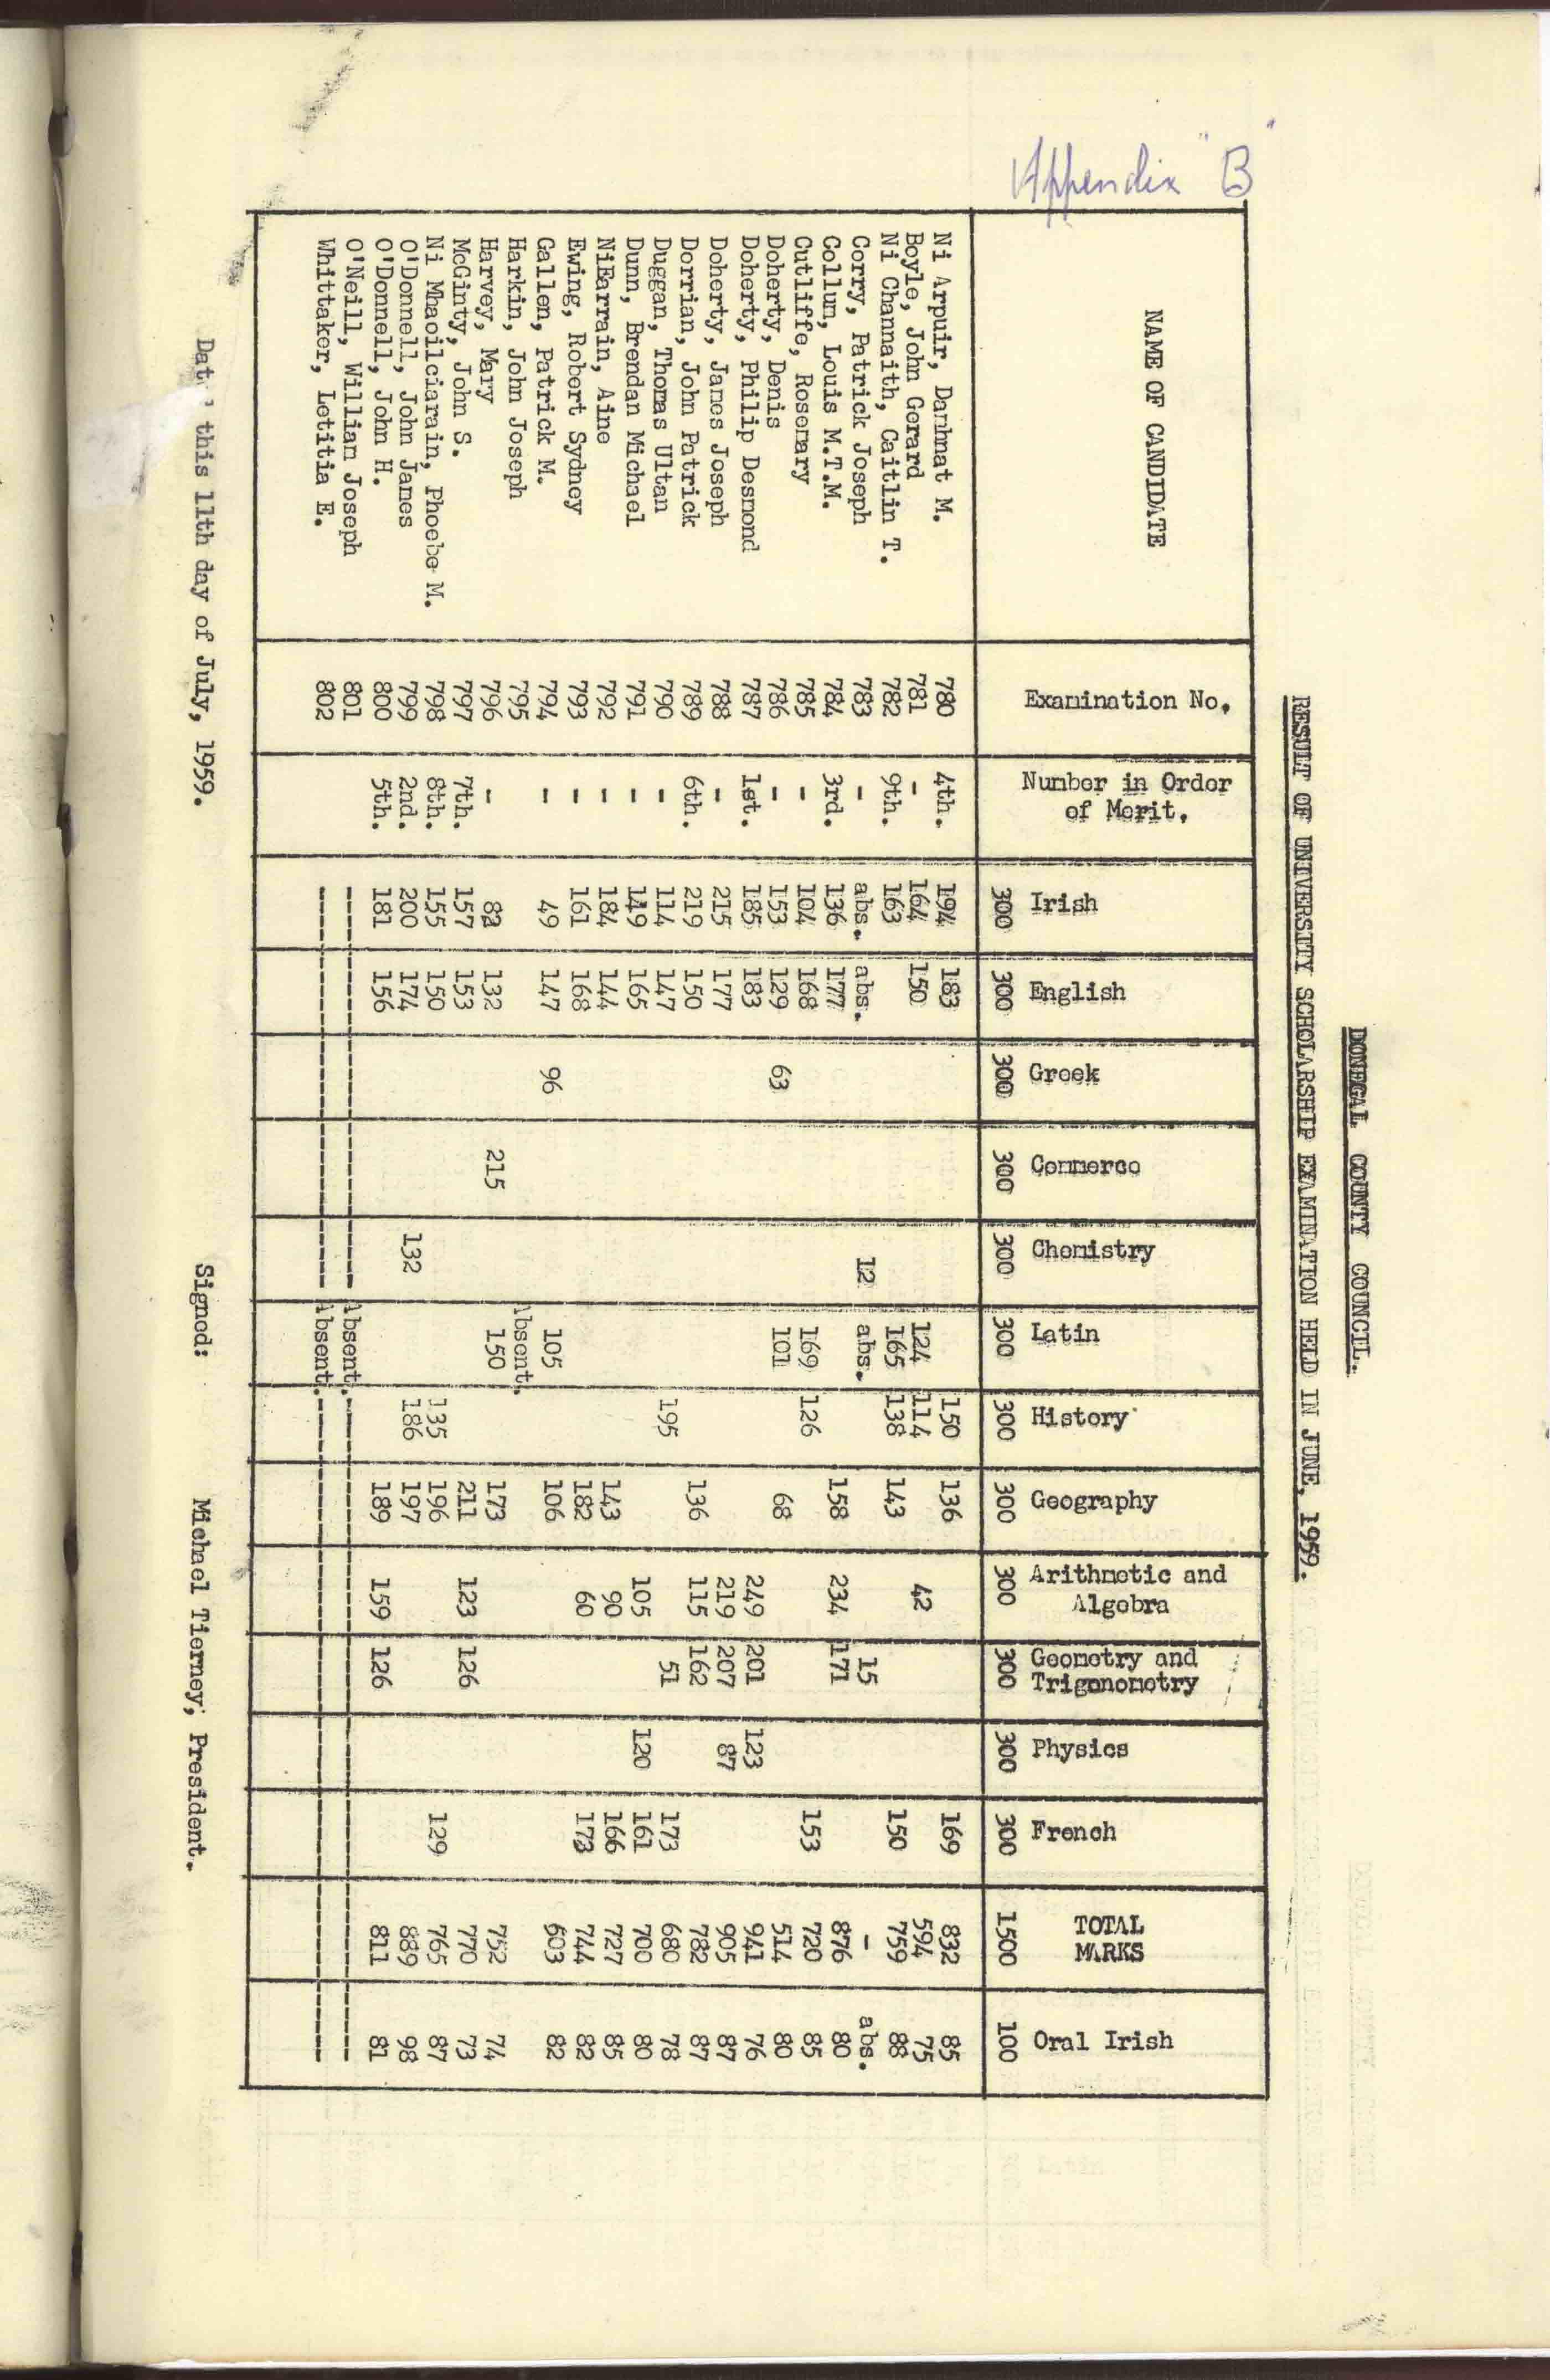 Appendix "B"
DONEGAL COUNTY COUNCIL.
RESULT OF UNIVERSITY SCHOLARSHIP EXAMINATION HELD IN JUNE, 1959.
NAME OF CANDIDATE Examination No. Number in Order of Merit. Irish English Greek Commerce Chemistry Latin History Geography Arithmetic and Algebra Geometry and Trigonometry Physics French TOTAL MARKS Oral Irish
300 300 300 300 300 300 300 300 300 300 300 300 1500 100
Ni Arpuir, Damhnat M. 780 4th. 194 183 150 136 169 832 85
Boyle, John Gerard 781 - 164 150 124 114 42 594 75
Ni Channaith, Caitlin T. 782 9th. 163 165 138 143 150 759 88
Corry, Patrick Joseph 783 - abs. abs. 12 abs. 15 - abs.
Collum, Louis M.T.M. 784 3rd. 136 177 158 234 171 876 80
Cutliffe, Rosemary 785 - 104 168 169 126 153 720 85
Doherty, Denis 786 - 153 129 63 101 68 514 80
Doherty, Philip Desmond 787 1st. 185 183 249 201 123 941 76
Doherty, James Joseph 788 - 215 177 219 207 87 905 87
Dorrian, John Patrick 789 6th. 219 150 136 115 162 782 87
Duggan, Thomas Ultan 790 - 114 147 195 51 173 680 78
Dunn, Brendan Michael 791 - 149 165 105 120 161 700 80
NiEarrain, Aine 792 - 184 144 143 90 166 727 85
Ewing, Robert Sydney 793 - 161 168 182 60 173 744 82
Gallen, Patrick M. 794 - 49 147 96 105 106 503 82
Harkin, John Joseph 795 Absent.
Harvey, Mary 796 - 82 132 215 150 173 752 74
McGinty, John S. 797 7th. 157 153 211 123 126 770 73
Ni Mhaoilciarain, Phoebe M. 798 8th. 155 150 135 196 129 765 87
O'Donnell, John James 799 2nd. 200 174 132 186 197 889 98
O'Donnell, John H. 800 5th. 181 156 189 159 126 811 81
O'Neill, William Joseph 801 ---------------Absent.---------------
Whittaker, Letitia E. 802 ---------------Absent.---------------
this 11th day of July, 1959. Signed: Michael Tierney, President.